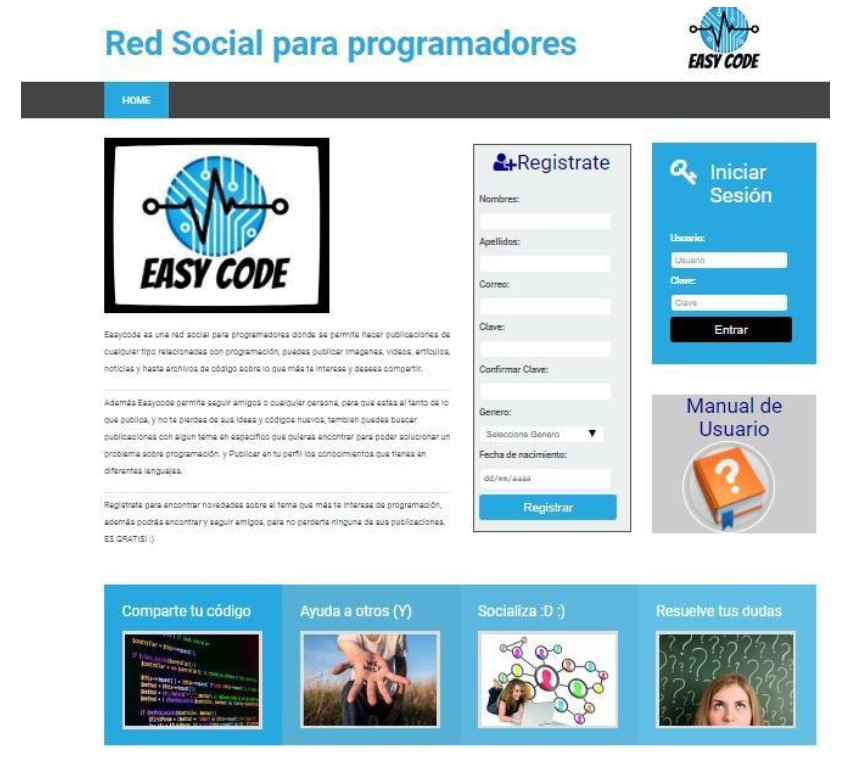 Red Social para programadores
EASY CODE
HOME
EASY CODE
Easycode es una red social para programadores donde se permite hacer publicaciones de
cualquier tipo relacionadas con programación, puedes publicar imagenes, videos, artículos,
noticias y hasta archivos de código sobre lo que más te interese y desees compartir.
Además Easycode permite seguir amigos o cualquier persona, para que estes al tanto de lo
que publica, y no te pierdas de sus ideas y códigos nuevos, tembien puedes buscar
publicaciones con algun tema en especifico que quieras encontrar para poder solucionar un
problema sobre programación. y Publicar en tu perfil los conocimientos que tienes en
diferentes lenguajes.
Registrate para encontrar novedades sobre el tema que más te interese de programación,
además podrás encontrar y seguir amigos, para no perderte ninguna de sus publicaciones.
ES GRATIS! :)
Registrate
Nombres:
Apellidos:
Correo:
Clave:
Confirmar Clave:
Genero:
Seleccione Genero
Fecha de nacimiento:
dd/mm/aaaa
Registrar
Iniciar
Sesión
Usuario:
Usuario
Clave:
Clave
Entrar
Manual de
Usuario
Comparte tu código
Ayuda a otros (Y)
Socializa :D :)
Resuelve tus dudas
WE
HELP